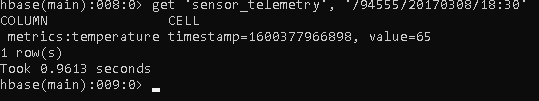 hbase(main):008:0> get 'sensor_telemetry', '/94555/20170308/18:30'
COLUMN CELL
metrics:temperature timestamp=1600377966898, value=65
1 row(s)
Took 0.9613 seconds
hbase(main):009:0>